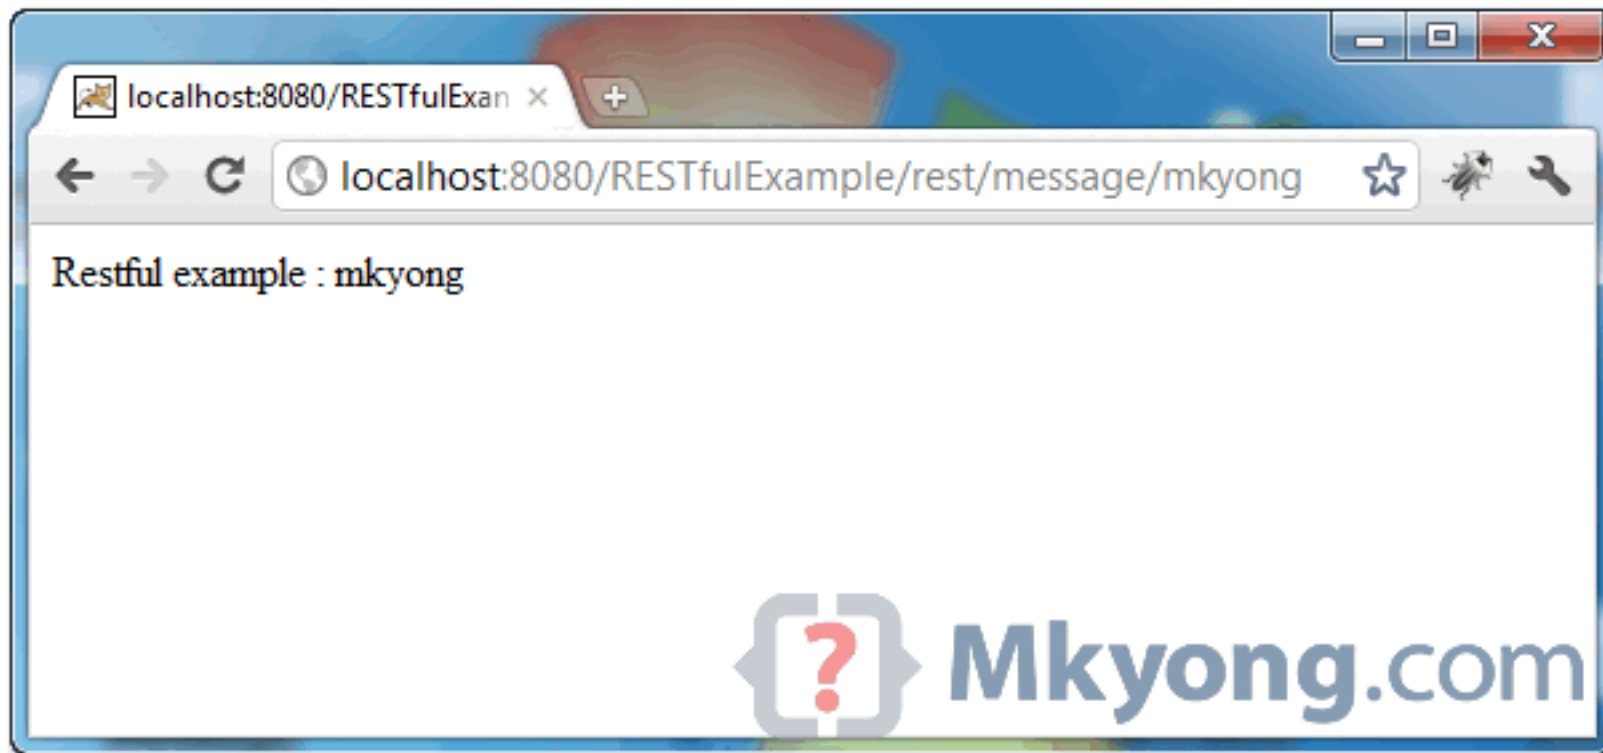 localhost:8080/RESTfulExan
localhost:8080/RESTfulExample/rest/message/mkyong
Restful example : mkyong
{?} Mkyong.com